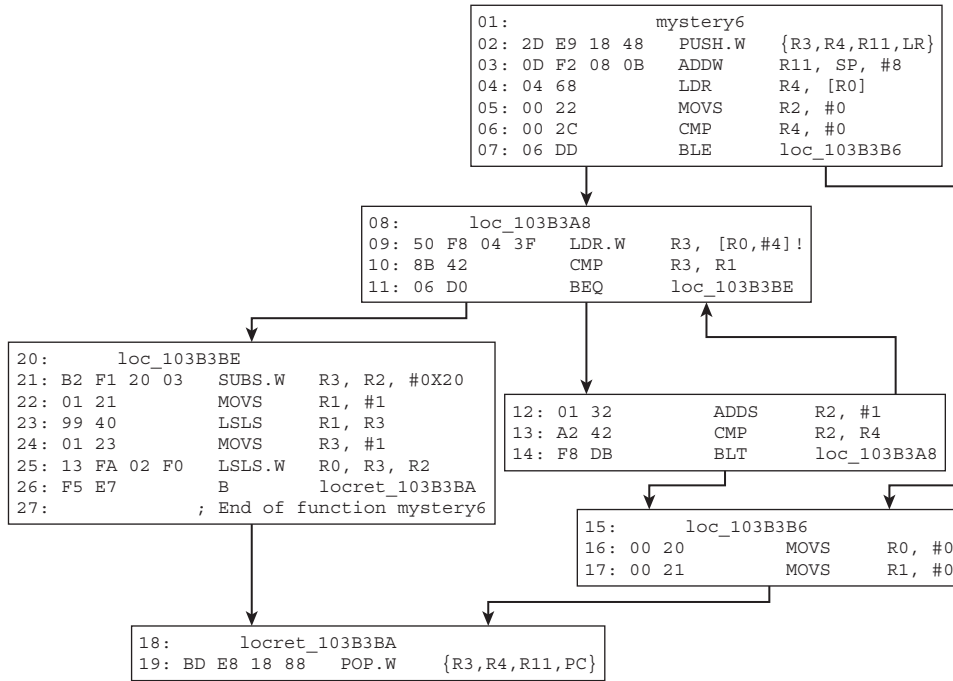 01: mystery6
02: 2D E9 18 48 PUSH.W {R3,R4,R11,LR}
03: 0D F2 08 0B ADDW R11, SP, #8
04: 04 68 LDR R4, [R0]
05: 00 22 MOVS R2, #0
06: 00 2C CMP R4, #0
07: 06 DD BLE loc_103B3B6
08: loc_103B3A8
09: 50 F8 04 3F LDR.W R3, [R0,#4]!
10: 8B 42 CMP R3, R1
11: 06 D0 BEQ loc_103B3BE
20: loc_103B3BE
21: B2 F1 20 03 SUBS.W R3, R2, #0X20
22: 01 21 MOVS R1, #1
23: 99 40 LSLS R1, R3
24: 01 23 MOVS R3, #1
25: 13 FA 02 F0 LSLS.W R0, R3, R2
26: F5 E7 B locret_103B3BA
27: ; End of function mystery6
12: 01 32 ADDS R2, #1
13: A2 42 CMP R2, R4
14: F8 DB BLT loc_103B3A8
15: loc_103B3B6
16: 00 20 MOVS R0, #0
17: 00 21 MOVS R1, #0
18: locret_103B3BA
19: BD E8 18 88 POP.W {R3,R4,R11,PC}